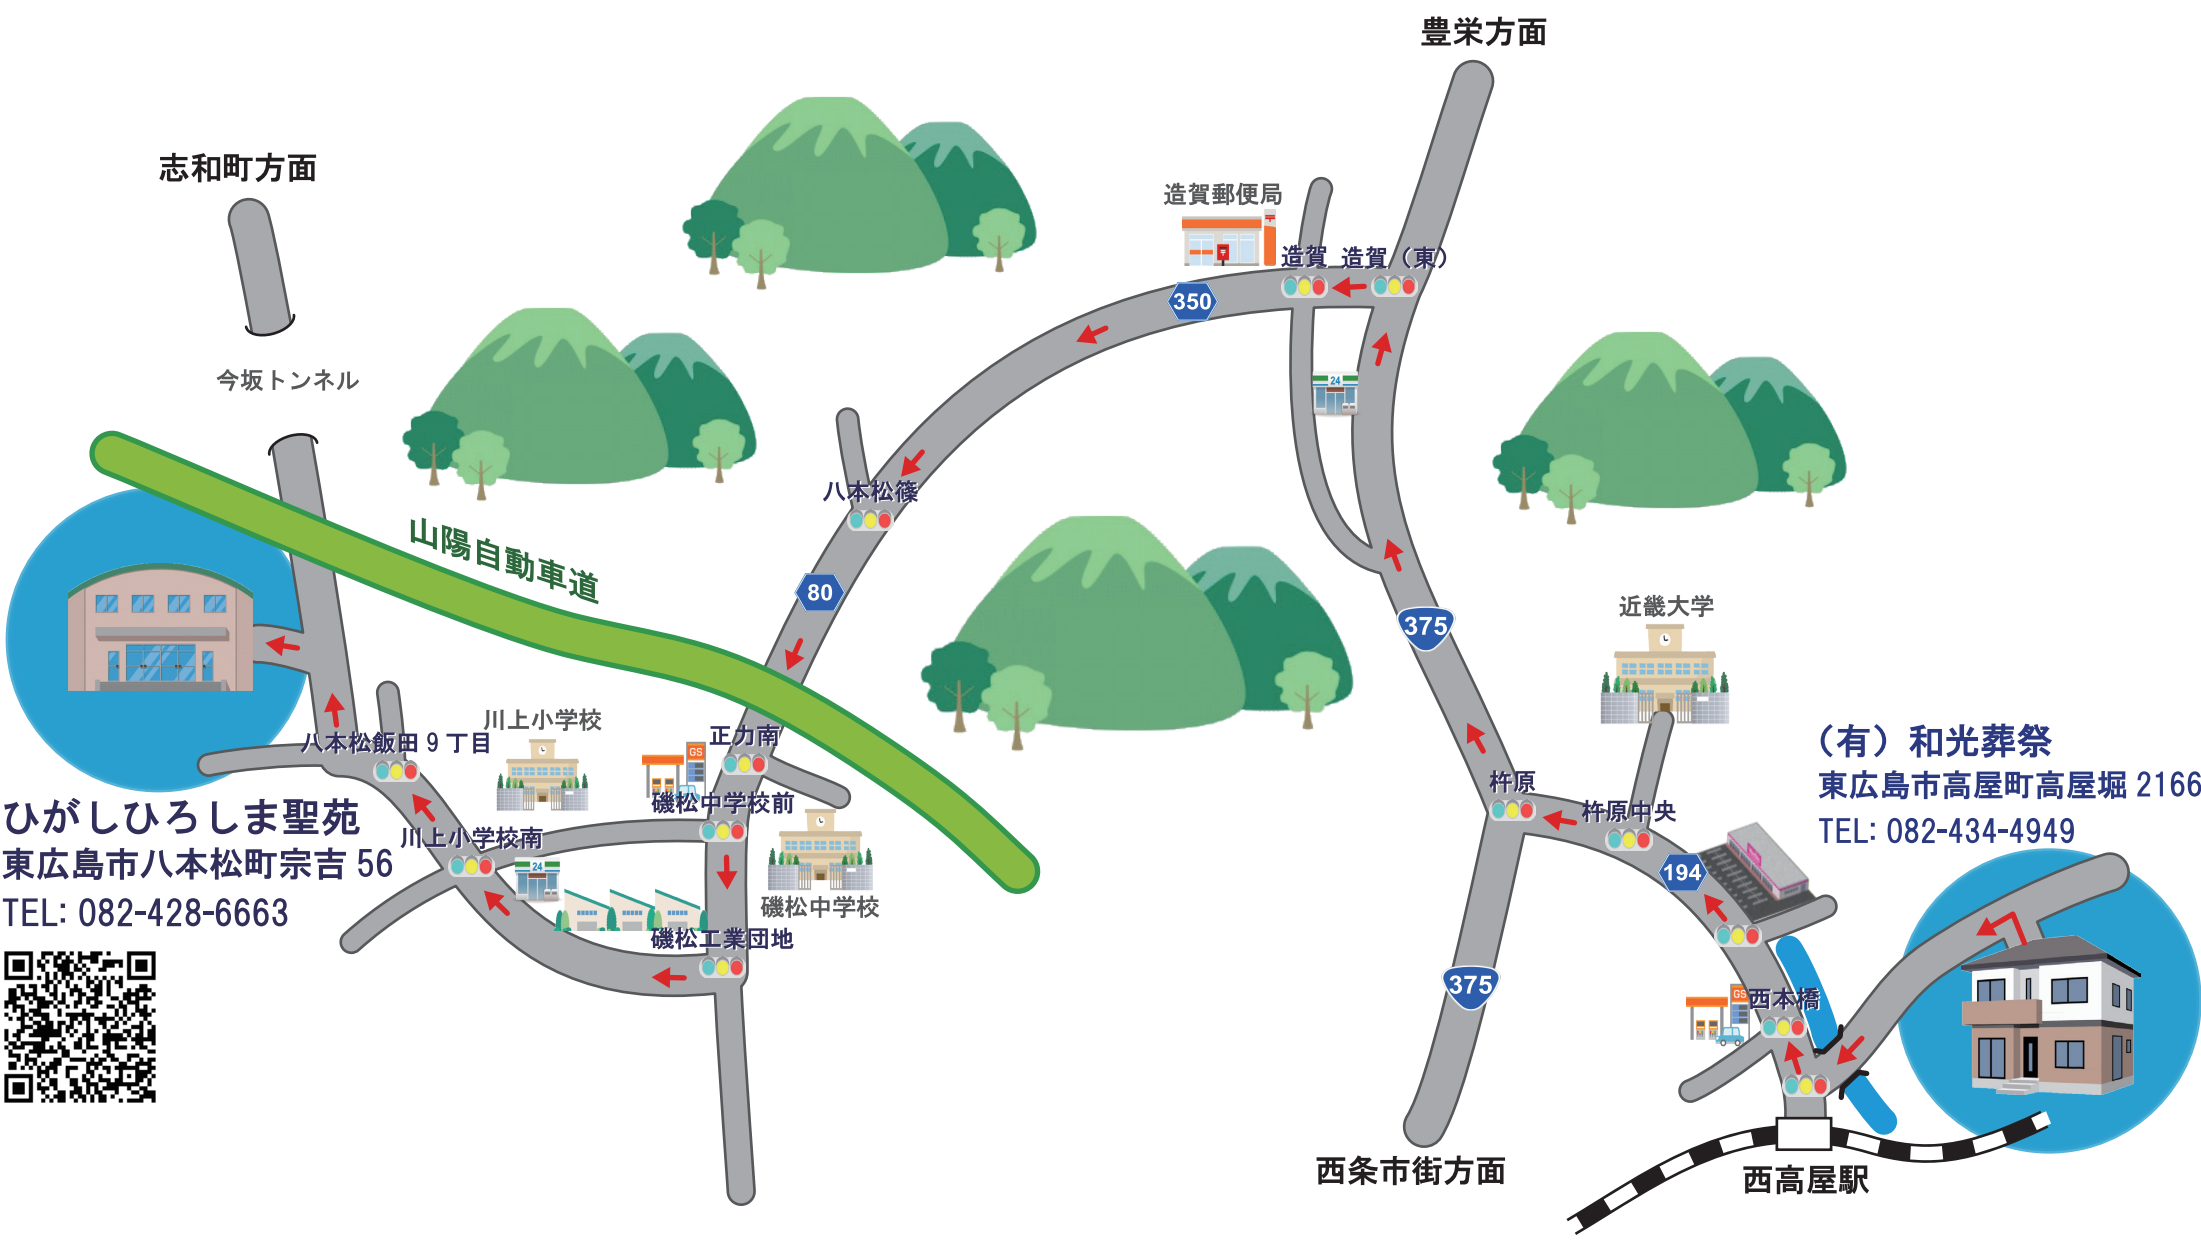 豊栄方面
志和町方面
造賀郵便局
造賀
造賀（東）
350
今坂トンネル
24
八本松篠
山陽自動車道
80
375
近畿大学
川上小学校
正力南
GS
八本松飯田9丁目
（有）和光葬祭
東広島市高屋町高屋堀 2166
TEL: 082-434-4949
杵原
杵原中央
磯松中学校前
ひがしひろしま聖苑
東広島市八本松町宗吉 56
TEL: 082-428-6663
川上小学校南
24
194
磯松中学校
磯松工業団地
375
GS
西本橋
西条市街方面
西高屋駅